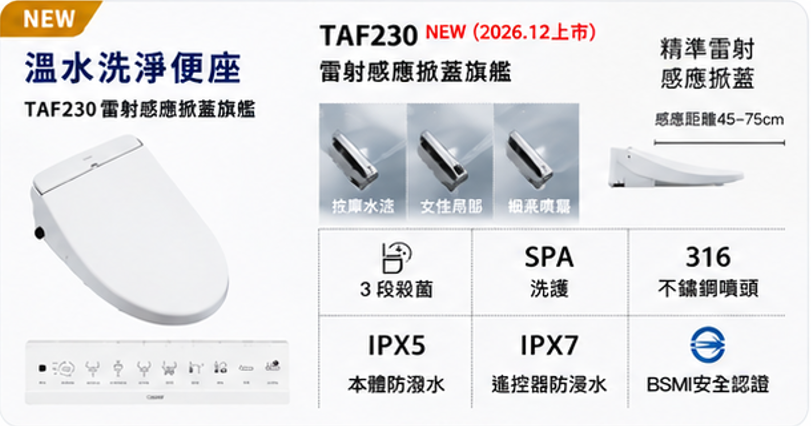 NEW
溫水洗淨便座
TAF230 雷射感應掀蓋旗艦
TAF230 NEW（2026.12上市）
雷射感應掀蓋旗艦
精準雷射
感應掀蓋
感應距離45-75cm
按摩水流
女性局部
細柔噴霧
3 段殺菌
SPA
洗護
316
不鏽鋼噴頭
IPX5
本體防潑水
IPX7
遙控器防浸水
BSMI安全認證